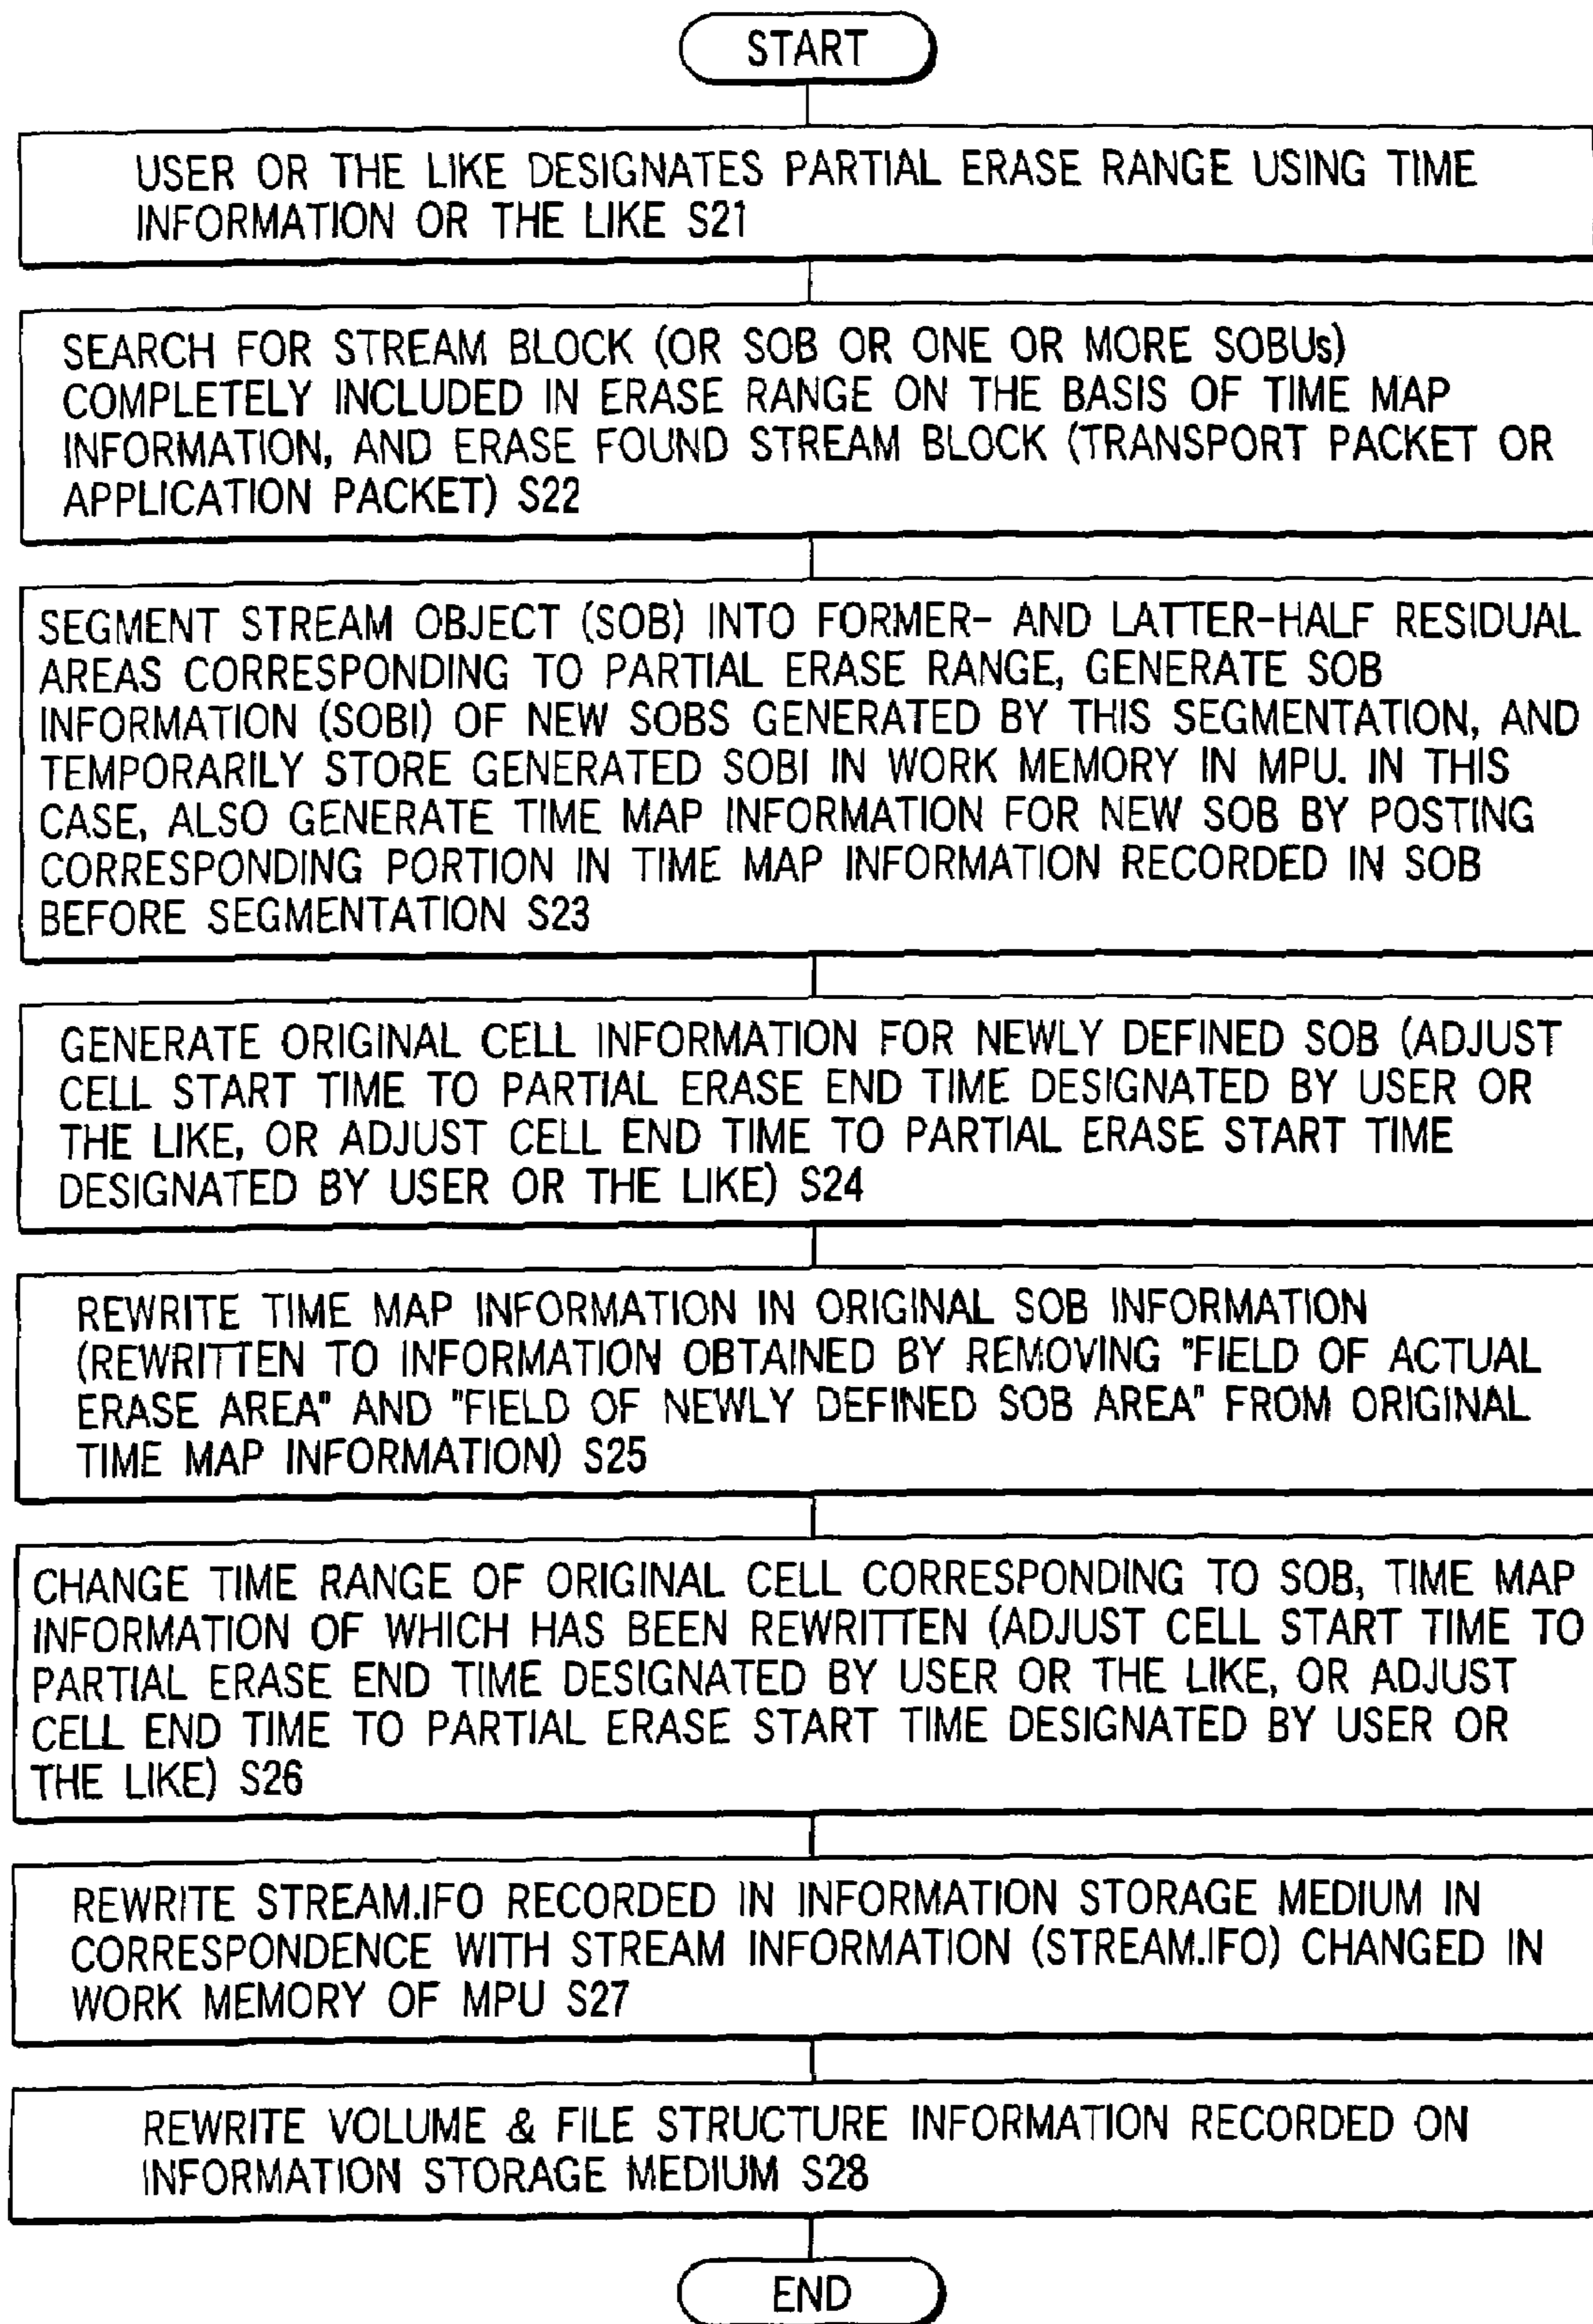 START
USER OR THE LIKE DESIGNATES PARTIAL ERASE RANGE USING TIME
INFORMATION OR THE LIKE S21
SEARCH FOR STREAM BLOCK (OR SOB OR ONE OR MORE SOBUs)
COMPLETELY INCLUDED IN ERASE RANGE ON THE BASIS OF TIME MAP
INFORMATION, AND ERASE FOUND STREAM BLOCK (TRANSPORT PACKET OR
APPLICATION PACKET) S22
SEGMENT STREAM OBJECT (SOB) INTO FORMER- AND LATTER-HALF RESIDUAL
AREAS CORRESPONDING TO PARTIAL ERASE RANGE, GENERATE SOB
INFORMATION (SOBI) OF NEW SOBS GENERATED BY THIS SEGMENTATION, AND
TEMPORARILY STORE GENERATED SOBI IN WORK MEMORY IN MPU. IN THIS
CASE, ALSO GENERATE TIME MAP INFORMATION FOR NEW SOB BY POSTING
CORRESPONDING PORTION IN TIME MAP INFORMATION RECORDED IN SOB
BEFORE SEGMENTATION S23
GENERATE ORIGINAL CELL INFORMATION FOR NEWLY DEFINED SOB (ADJUST
CELL START TIME TO PARTIAL ERASE END TIME DESIGNATED BY USER OR
THE LIKE, OR ADJUST CELL END TIME TO PARTIAL ERASE START TIME
DESIGNATED BY USER OR THE LIKE) S24
REWRITE TIME MAP INFORMATION IN ORIGINAL SOB INFORMATION
(REWRITTEN TO INFORMATION OBTAINED BY REMOVING "FIELD OF ACTUAL
ERASE AREA" AND "FIELD OF NEWLY DEFINED SOB AREA" FROM ORIGINAL
TIME MAP INFORMATION) S25
CHANGE TIME RANGE OF ORIGINAL CELL CORRESPONDING TO SOB, TIME MAP
INFORMATION OF WHICH HAS BEEN REWRITTEN (ADJUST CELL START TIME TO
PARTIAL ERASE END TIME DESIGNATED BY USER OR THE LIKE, OR ADJUST
CELL END TIME TO PARTIAL ERASE START TIME DESIGNATED BY USER OR
THE LIKE) S26
REWRITE STREAM.IFO RECORDED IN INFORMATION STORAGE MEDIUM IN
CORRESPONDENCE WITH STREAM INFORMATION (STREAM.IFO) CHANGED IN
WORK MEMORY OF MPU S27
REWRITE VOLUME & FILE STRUCTURE INFORMATION RECORDED ON
INFORMATION STORAGE MEDIUM S28
END